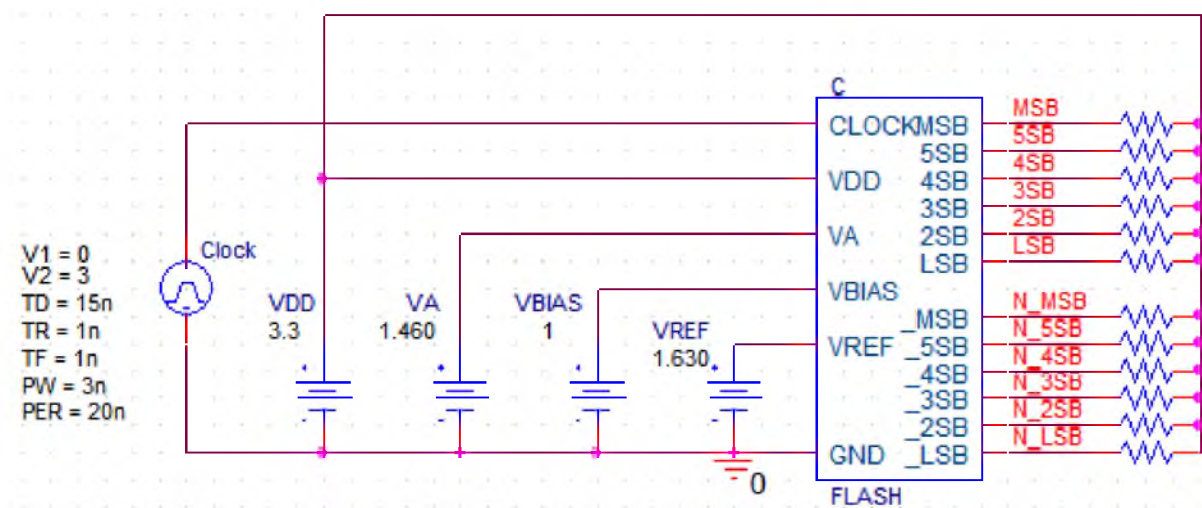 C
CLOCK
VDD
VA
VBIAS
VREF
GND
MSB
5SB
4SB
3SB
2SB
LSB
_MSB
_5SB
_4SB
_3SB
_2SB
_LSB
FLASH
MSB
5SB
4SB
3SB
2SB
LSB
N_MSB
N_5SB
N_4SB
N_3SB
N_2SB
N_LSB
Clock
V1 = 0
V2 = 3
TD = 15n
TR = 1n
TF = 1n
PW = 3n
PER = 20n
VDD
3.3
VA
1.460
VBIAS
1
VREF
1.630
0